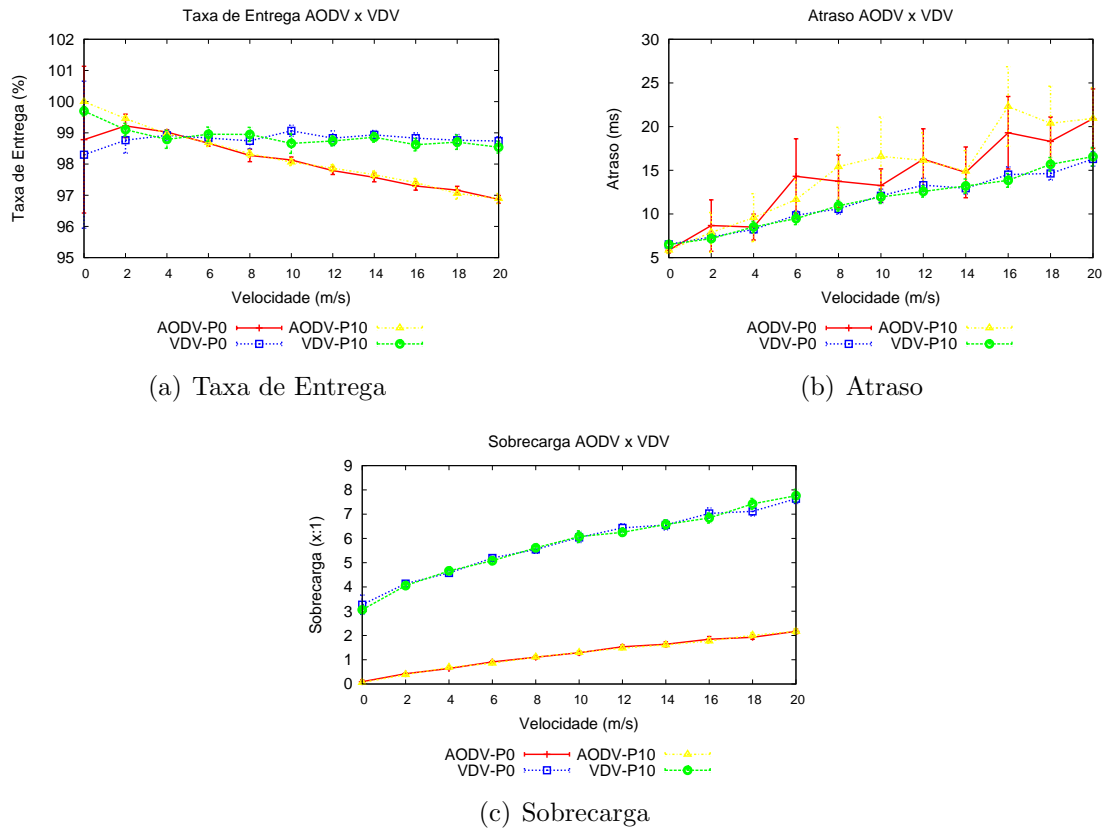 Taxa de Entrega AODV x VDV
Taxa de Entrega (%)
102
101
100
99
98
97
96
95
0 2 4 6 8 10 12 14 16 18 20
Velocidade (m/s)
AODV-P0 AODV-P10
VDV-P0 VDV-P10
(a) Taxa de Entrega
Atraso AODV x VDV
Atraso (ms)
30
25
20
15
10
5
0 2 4 6 8 10 12 14 16 18 20
Velocidade (m/s)
AODV-P0 AODV-P10
VDV-P0 VDV-P10
(b) Atraso
Sobrecarga AODV x VDV
Sobrecarga (x:1)
9
8
7
6
5
4
3
2
1
0
0 2 4 6 8 10 12 14 16 18 20
Velocidade (m/s)
AODV-P0 AODV-P10
VDV-P0 VDV-P10
(c) Sobrecarga